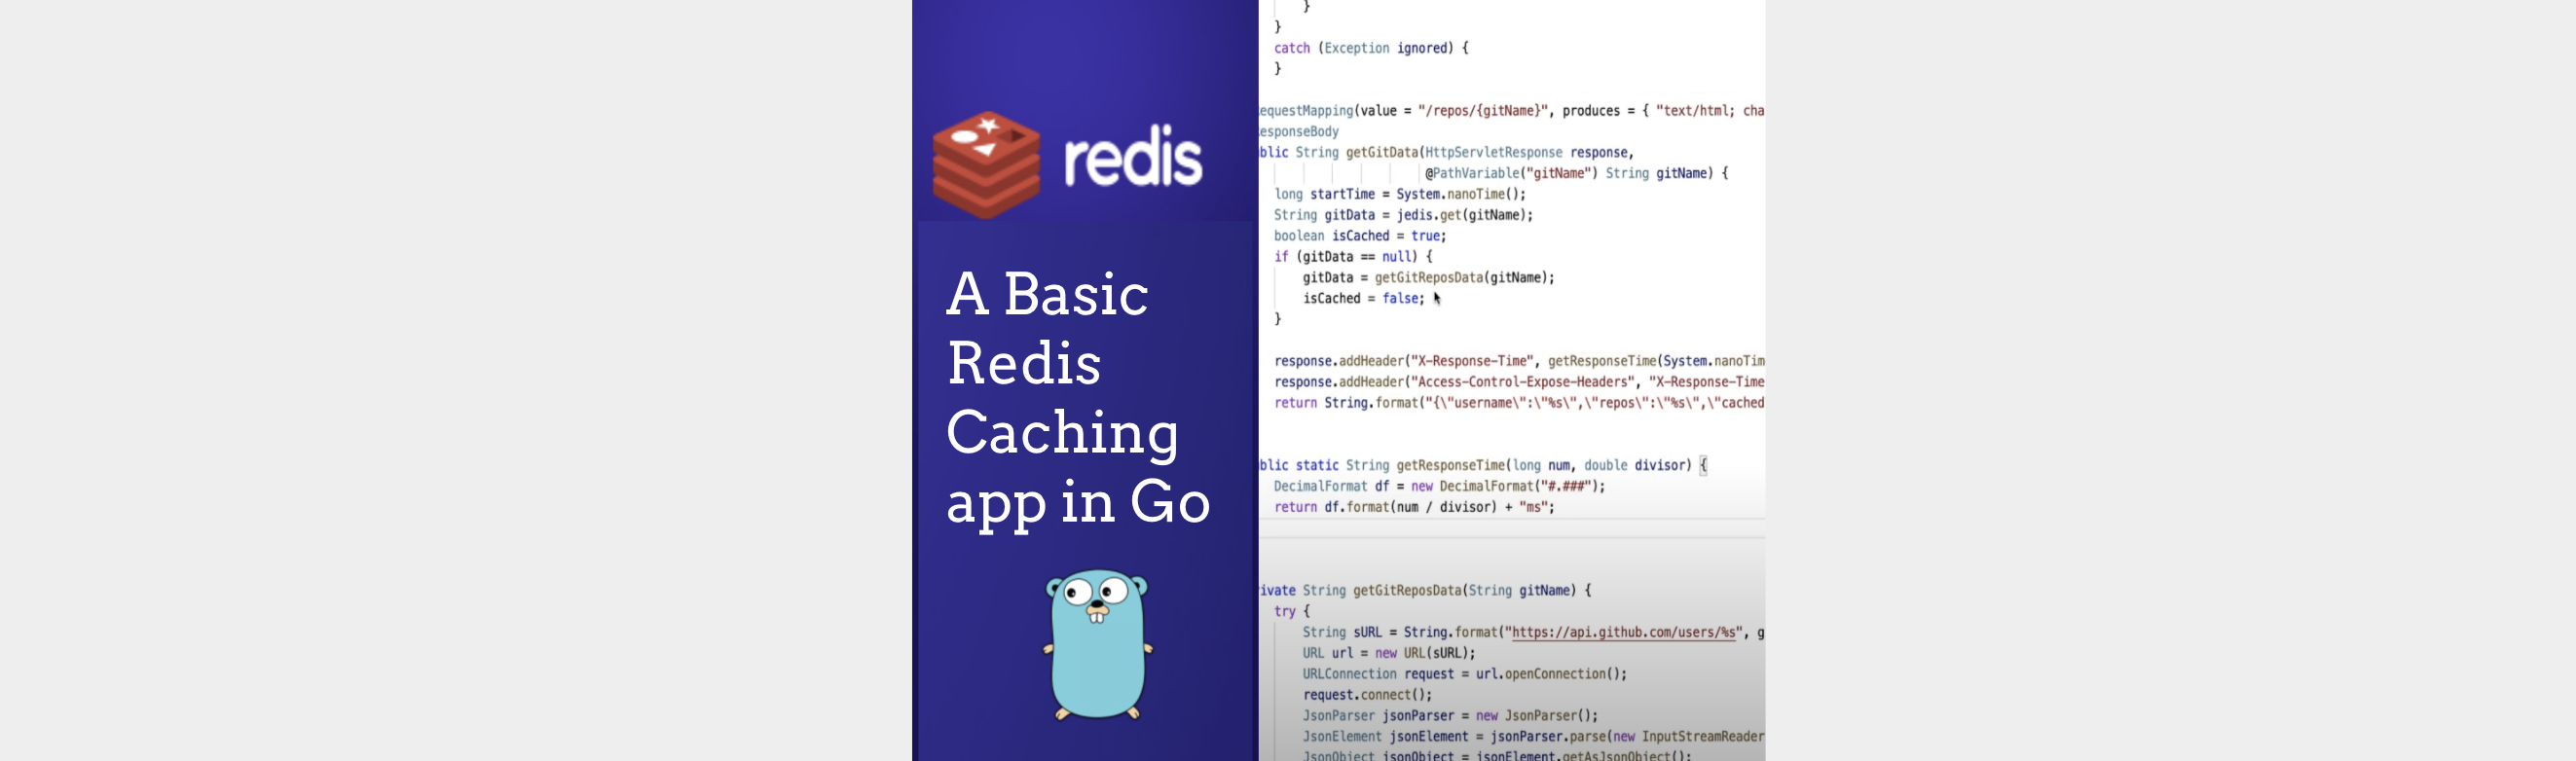 redis
A Basic
Redis
Caching
app in Go
}
}
catch (Exception ignored) {
}
equestMapping(value = "/repos/{gitName}", produces = { "text/html; cha
esponseBody
blic String getGitData(HttpServletResponse response,
@PathVariable("gitName") String gitName) {
long startTime = System.nanoTime();
String gitData = jedis.get(gitName);
boolean isCached = true;
if (gitData == null) {
gitData = getGitReposData(gitName);
isCached = false;
}
response.addHeader("X-Response-Time", getResponseTime(System.nanoTim
response.addHeader("Access-Control-Expose-Headers", "X-Response-Time
return String.format("{\"username\":\"%s\",\"repos\":\"%s\",\"cached
blic static String getResponseTime(long num, double divisor) {
DecimalFormat df = new DecimalFormat("#.###");
return df.format(num / divisor) + "ms";
ivate String getGitReposData(String gitName) {
try {
String sURL = String.format("https://api.github.com/users/%s", g
URL url = new URL(sURL);
URLConnection request = url.openConnection();
request.connect();
JsonParser jsonParser = new JsonParser();
JsonElement jsonElement = jsonParser.parse(new InputStreamReader
JsonObject jsonObject = jsonElement.getAsJsonObject();